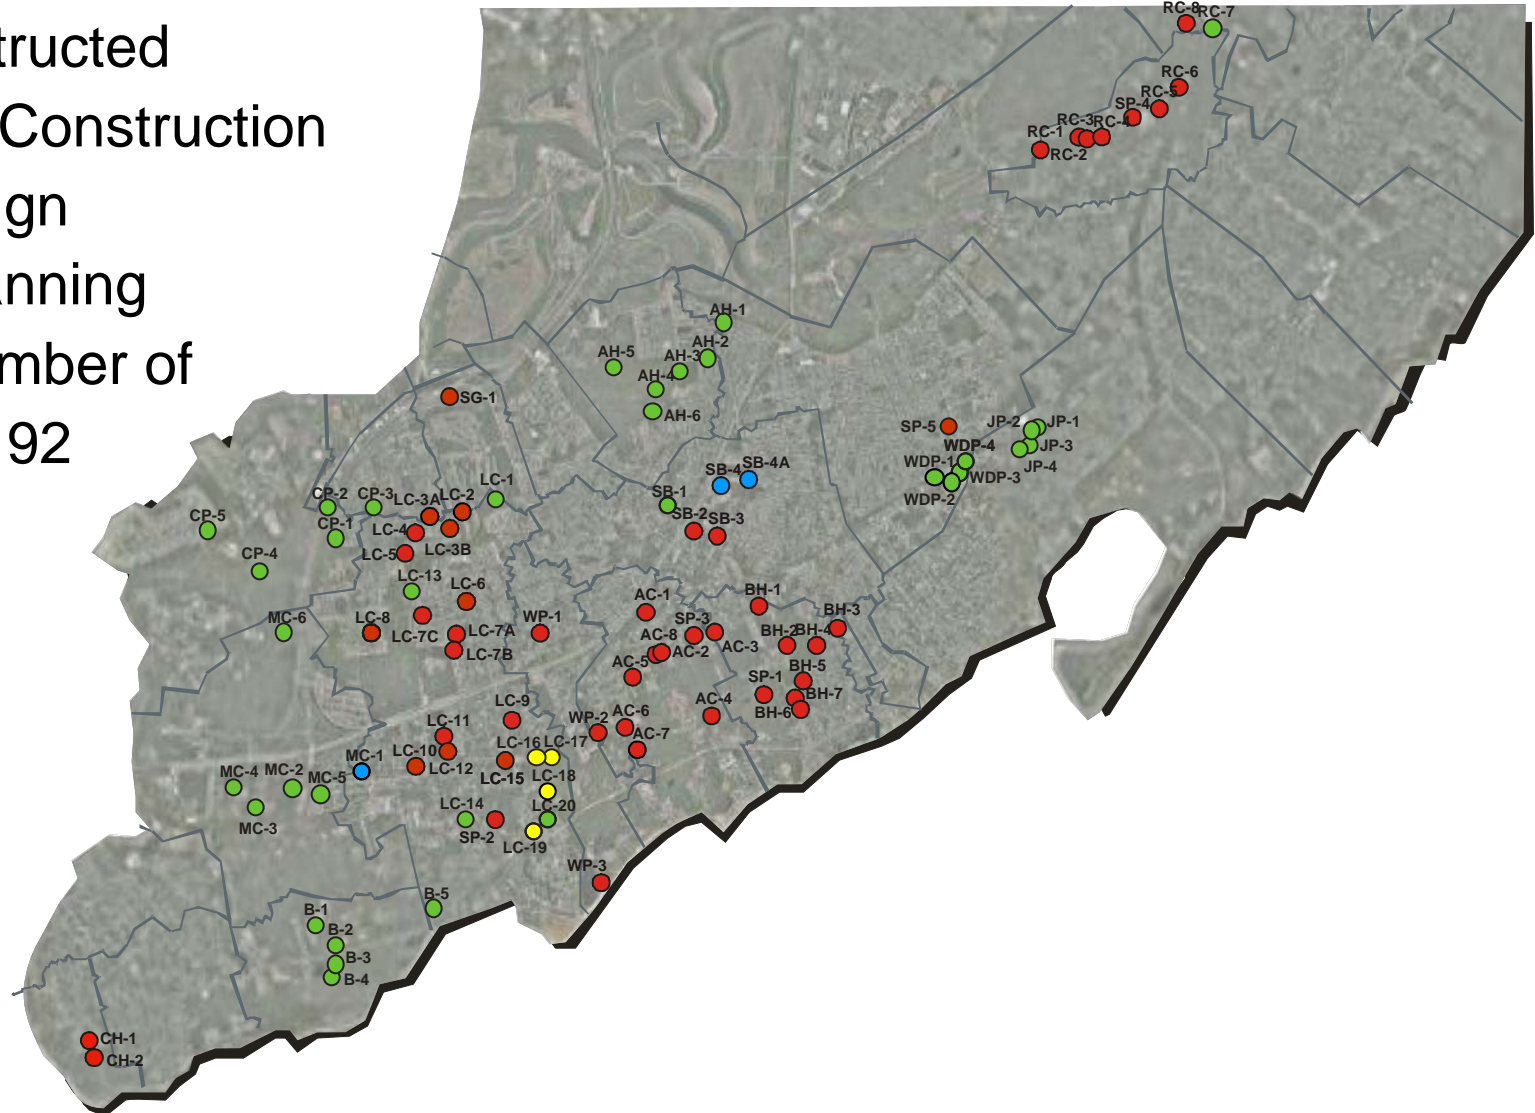 tructed
Construction
ign
anning
mber of
92
RC-8 RC-7
RC-6
RC-5
SP-4
RC-3 RC-4
RC-1
RC-2
AH-1
AH-2
AH-5
AH-3
AH-4
AH-6
SG-1
SP-5
JP-2 JP-1
WDP-4
JP-3
WDP-1
JP-4
WDP-3
WDP-2
SB-4 SB-4A
SB-1
SB-2 SB-3
LC-1
CP-2 CP-3 LC-3A LC-2
CP-5
CP-1
LC-4
LC-3B
LC-5
CP-4
LC-13
LC-6
MC-6
LC-8
LC-7C
LC-7A
LC-7B
WP-1
AC-1
SP-3
AC-8
AC-3
AC-2
AC-5
BH-1
BH-3
BH-2 BH-4
BH-5
SP-1
BH-7
BH-6
AC-4
LC-9
WP-2 AC-6
AC-7
LC-11
LC-10
LC-12
LC-16 LC-17
LC-15
LC-18
MC-1
MC-4 MC-2
MC-5
MC-3
LC-14
LC-20
SP-2
LC-19
WP-3
B-5
B-1
B-2
B-3
B-4
CH-1
CH-2